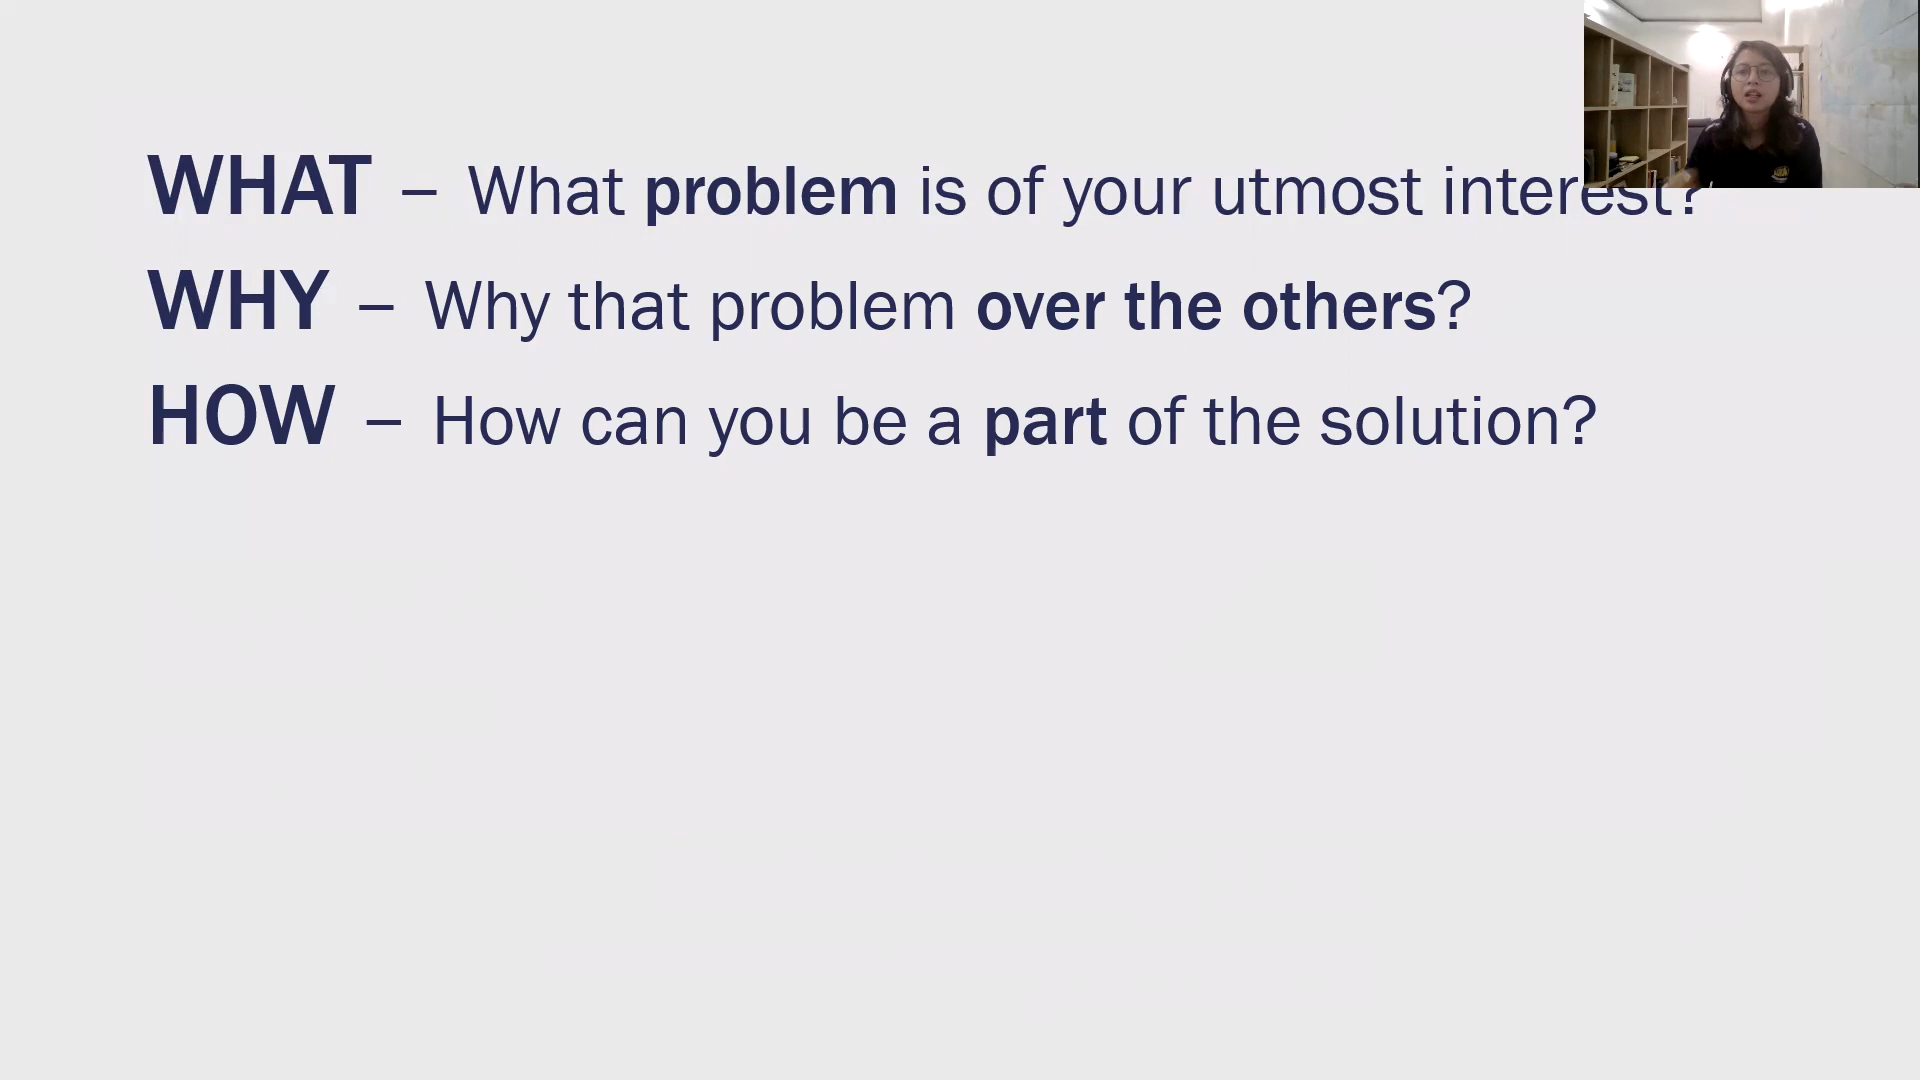 WHAT – What problem is of your utmost interest?
WHY – Why that problem over the others?
HOW – How can you be a part of the solution?